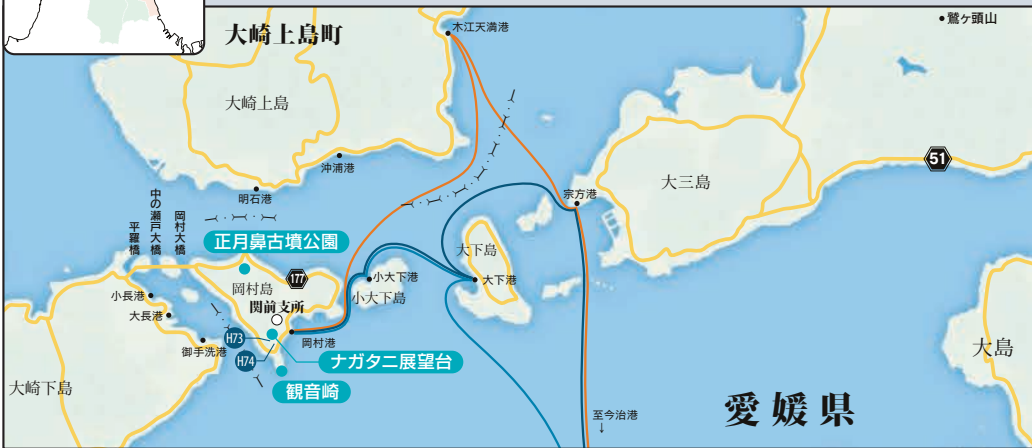 大崎上島町
木江天満港
鷲ヶ頭山
大崎上島
沖浦港
明石港
51
大三島
宗方港
岡村大橋
中の瀬戸大橋
平羅橋
正月鼻古墳公園
177
岡村島
関前支所
小大下港
小大下島
大下島
大下港
小長港
大長港
御手洗港
H73
H74
岡村港
ナガタニ展望台
観音崎
大崎下島
大島
愛媛県
至今治港
↓